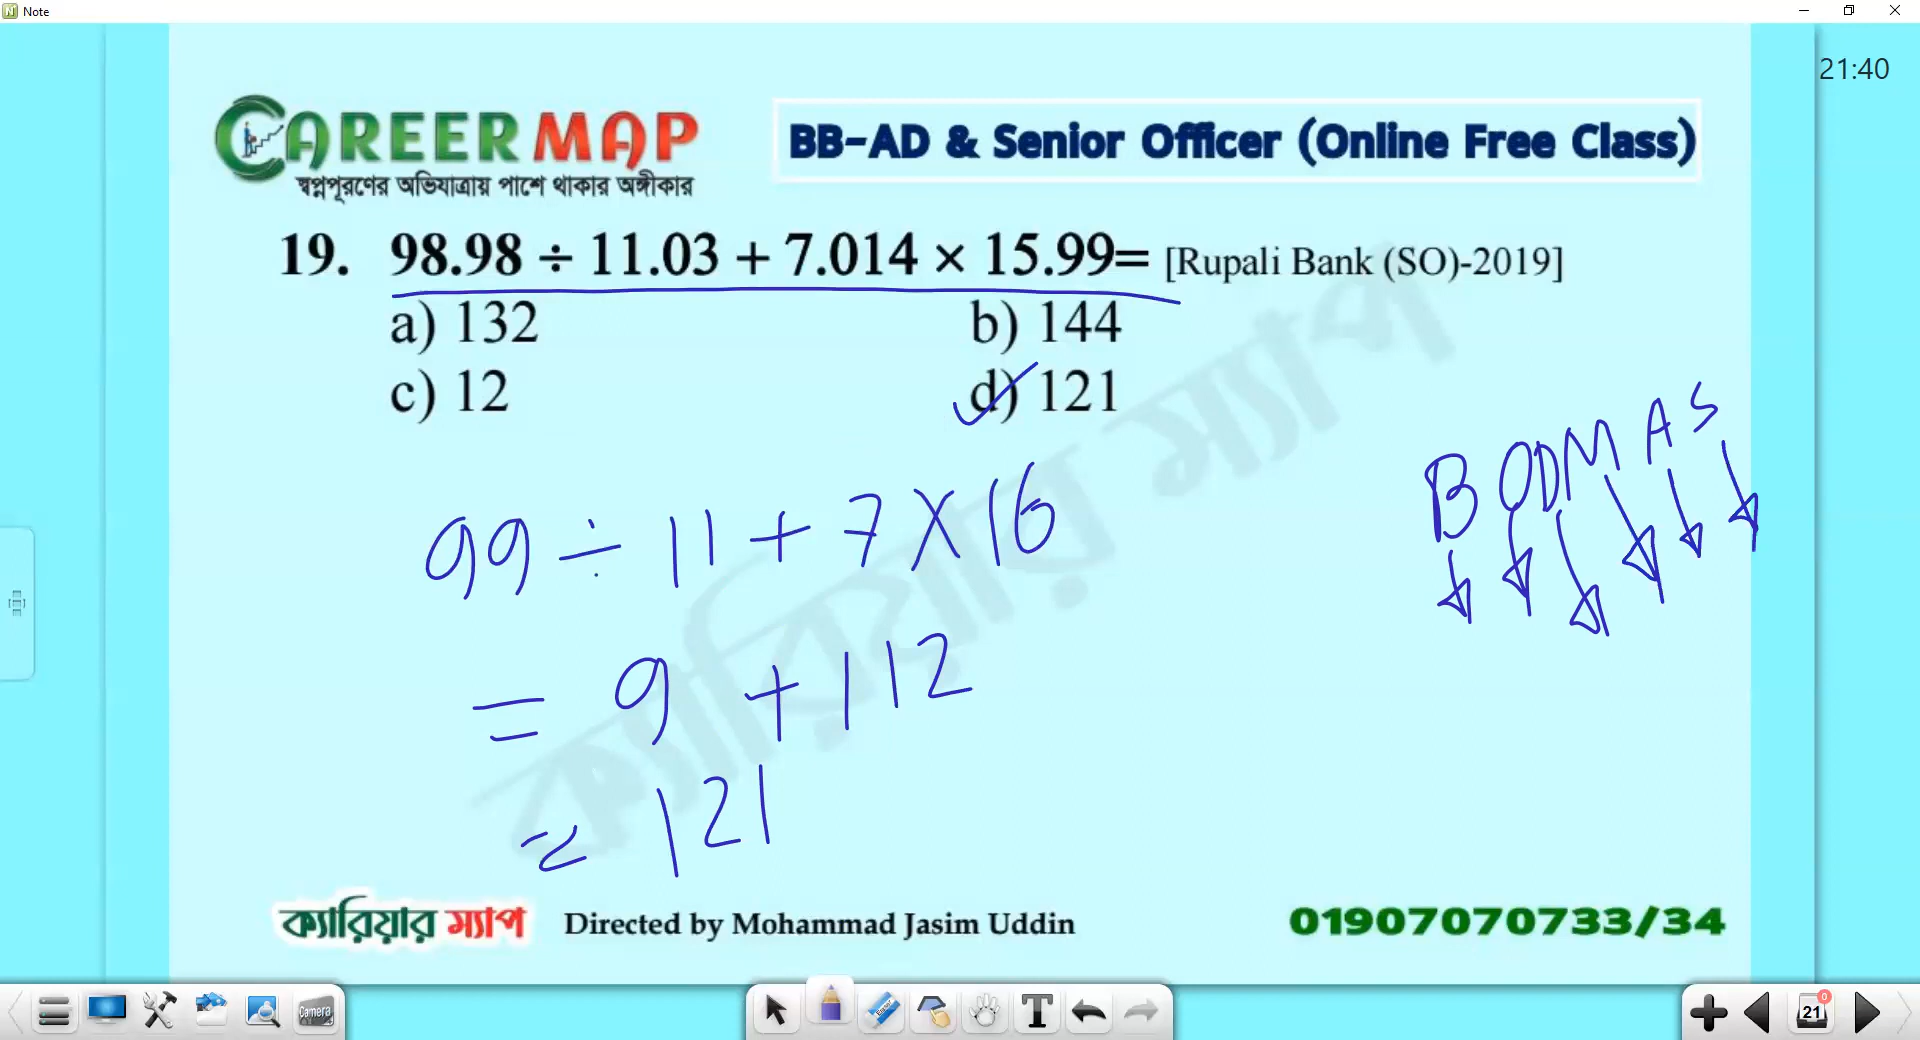 Note
21:40
CAREER MAP
স্বপ্নপূরণের অভিযাত্রায় পাশে থাকার অঙ্গীকার
BB-AD & Senior Officer (Online Free Class)
19. 98.98 ÷ 11.03 + 7.014 × 15.99= [Rupali Bank (SO)-2019]
a) 132 b) 144
c) 12 d) 121
BODMAS
99 ÷ 11 + 7 × 16
= 9 + 112
= 121
ক্যারিয়ার ম্যাপ
ক্যারিয়ার ম্যাপ Directed by Mohammad Jasim Uddin 01907070733/34
Camera
T
21
0